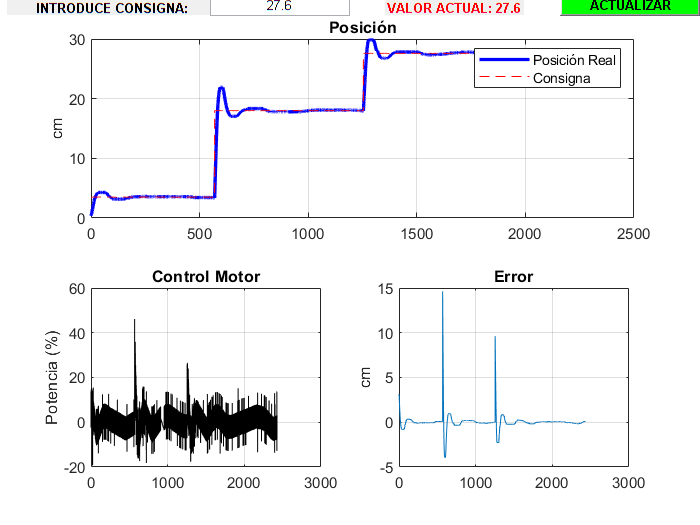 INTRODUCE CONSIGNA: 27.6 VALOR ACTUAL: 27.6 ACTUALIZAR
Posición
30
20
10
0
cm
0 500 1000 1500 2000 2500
Posición Real
Consigna
Control Motor
60
40
20
0
-20
Potencia (%)
0 1000 2000 3000
Error
15
10
5
0
-5
cm
0 1000 2000 3000